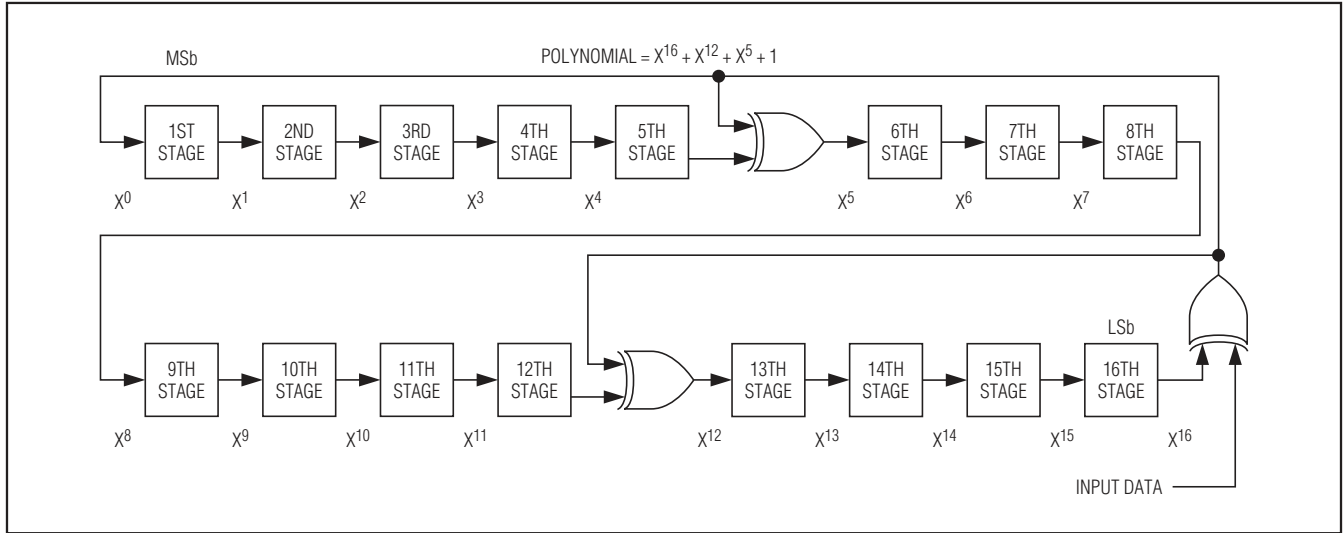 MSb
POLYNOMIAL = X¹⁶ + X¹² + X⁵ + 1
1ST
STAGE
2ND
STAGE
3RD
STAGE
4TH
STAGE
5TH
STAGE
6TH
STAGE
7TH
STAGE
8TH
STAGE
X⁰
X¹
X²
X³
X⁴
X⁵
X⁶
X⁷
LSb
9TH
STAGE
10TH
STAGE
11TH
STAGE
12TH
STAGE
13TH
STAGE
14TH
STAGE
15TH
STAGE
16TH
STAGE
X⁸
X⁹
X¹⁰
X¹¹
X¹²
X¹³
X¹⁴
X¹⁵
X¹⁶
INPUT DATA